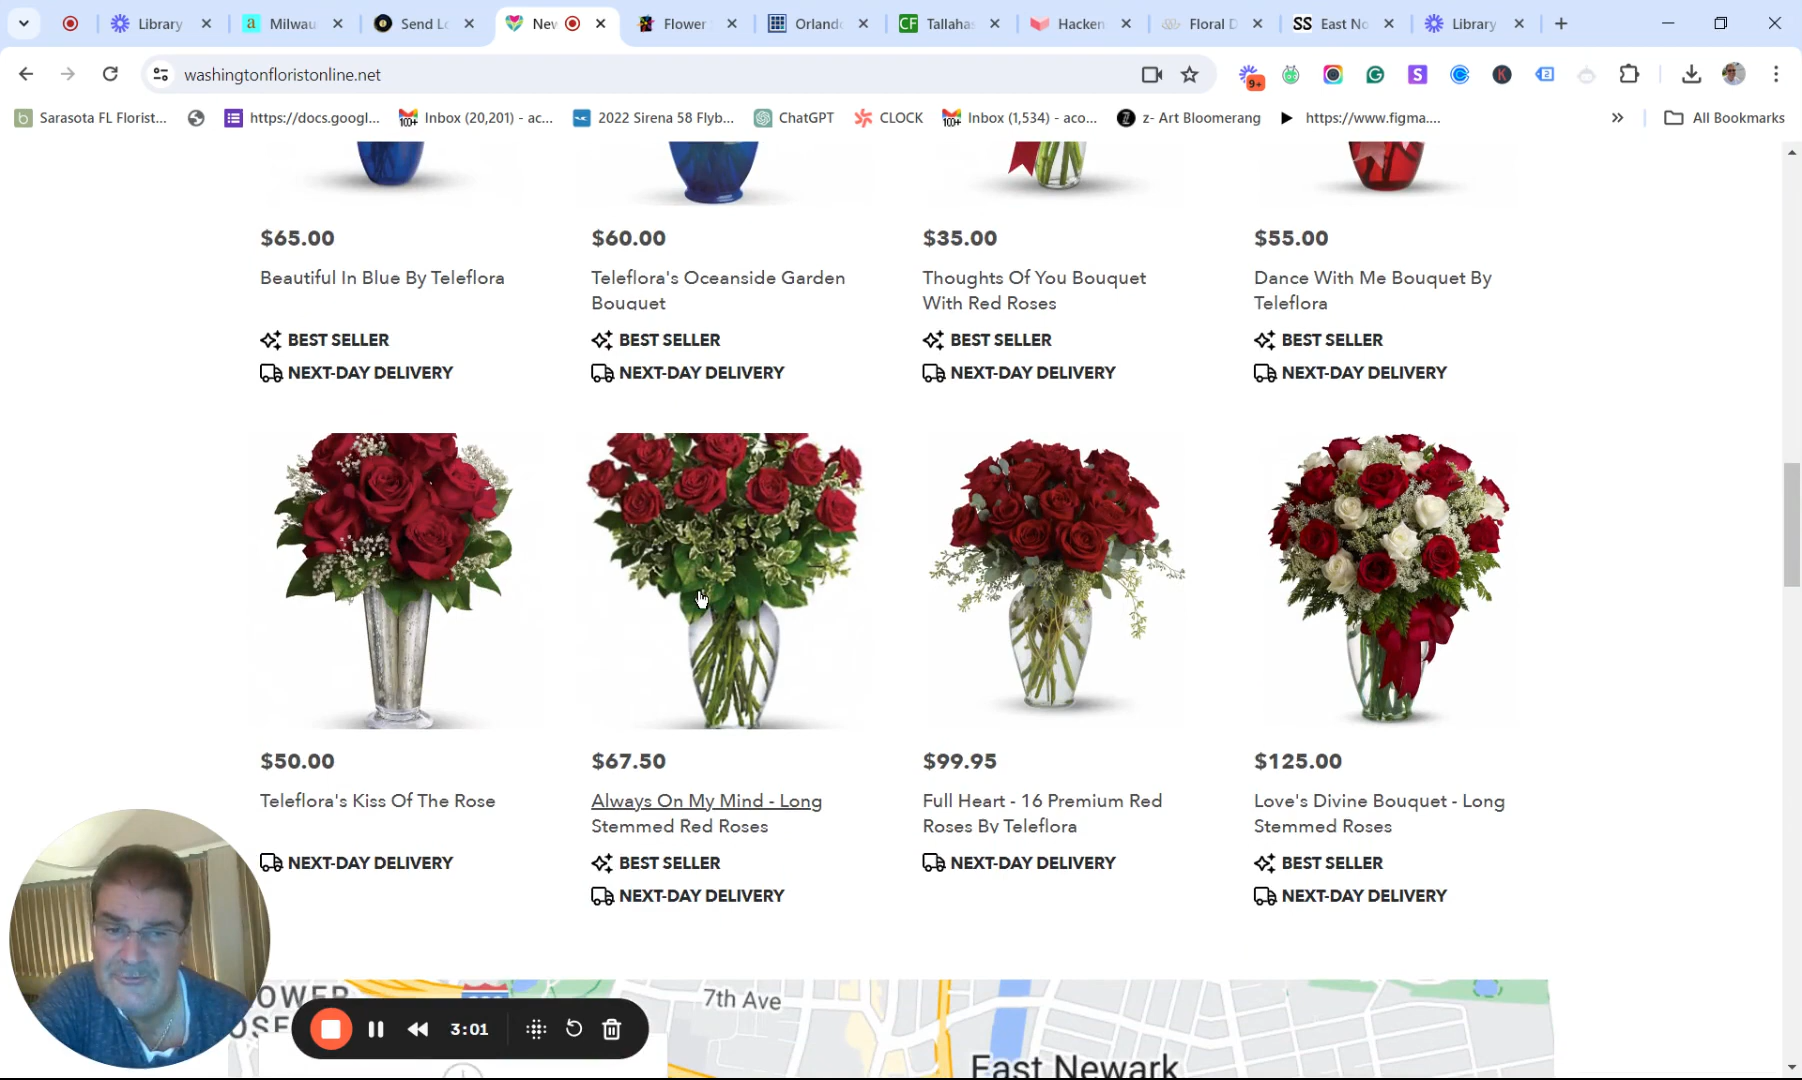 Library
Milwau
Send Lo
Nev
Flower
Orlando
CF Tallaha
Hacken
Floral D
SS East No
Library
washingtonfloristonline.net
9+
Sarasota FL Florist...
https://docs.googl...
Inbox (20,201) - ac...
2022 Sirena 58 Flyb...
ChatGPT
CLOCK
Inbox (1,534) - aco...
z- Art Bloomerang
https://www.figma....
All Bookmarks
$65.00
Beautiful In Blue By Teleflora
BEST SELLER
NEXT-DAY DELIVERY
$60.00
Teleflora's Oceanside Garden
Bouquet
BEST SELLER
NEXT-DAY DELIVERY
$35.00
Thoughts Of You Bouquet
With Red Roses
BEST SELLER
NEXT-DAY DELIVERY
$55.00
Dance With Me Bouquet By
Teleflora
BEST SELLER
NEXT-DAY DELIVERY
$50.00
Teleflora's Kiss Of The Rose
NEXT-DAY DELIVERY
$67.50
Always On My Mind - Long
Stemmed Red Roses
BEST SELLER
NEXT-DAY DELIVERY
$99.95
Full Heart - 16 Premium Red
Roses By Teleflora
NEXT-DAY DELIVERY
$125.00
Love's Divine Bouquet - Long
Stemmed Roses
BEST SELLER
NEXT-DAY DELIVERY
7th Ave
East Newark
3:01